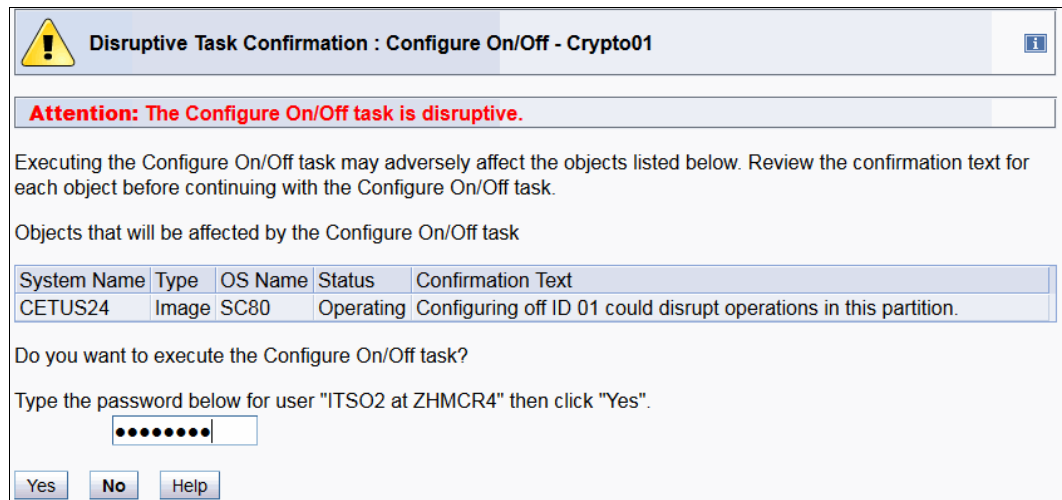 Disruptive Task Confirmation : Configure On/Off - Crypto01
i
Attention: The Configure On/Off task is disruptive.
Executing the Configure On/Off task may adversely affect the objects listed below. Review the confirmation text for
each object before continuing with the Configure On/Off task.
Objects that will be affected by the Configure On/Off task
System Name Type OS Name Status Confirmation Text
CETUS24 Image SC80 Operating Configuring off ID 01 could disrupt operations in this partition.
Do you want to execute the Configure On/Off task?
Type the password below for user "ITSO2 at ZHMCR4" then click "Yes".
●●●●●●●●
Yes No Help